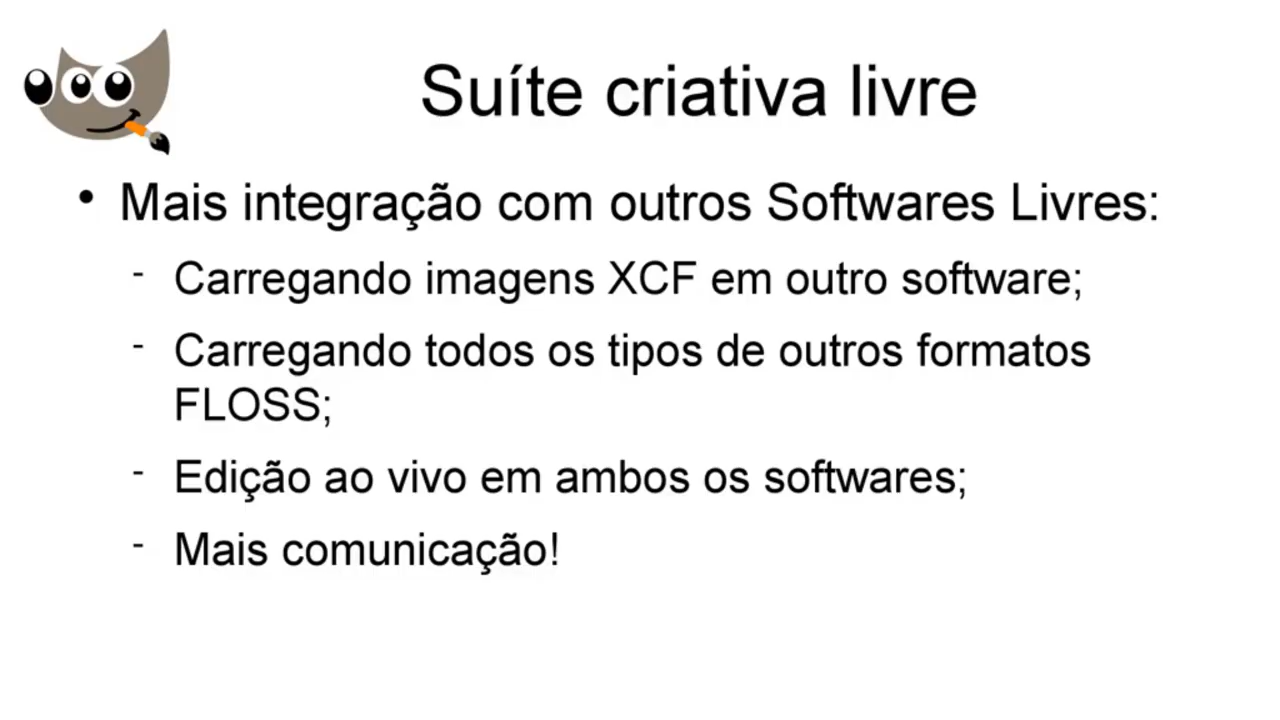 Suíte criativa livre
• Mais integração com outros Softwares Livres:
- Carregando imagens XCF em outro software;
- Carregando todos os tipos de outros formatos
FLOSS;
- Edição ao vivo em ambos os softwares;
- Mais comunicação!